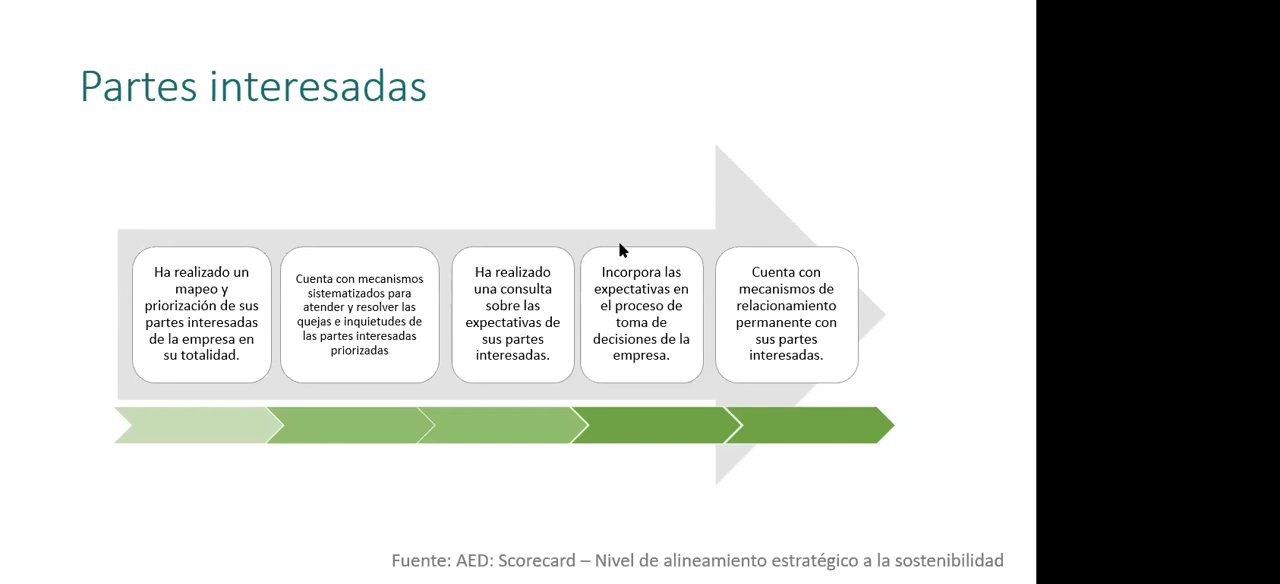 Partes interesadas
Ha realizado un
mapeo y
priorización de sus
partes interesadas
de la empresa en
su totalidad.
Cuenta con mecanismos
sistematizados para
atender y resolver las
quejas e inquietudes de
las partes interesadas
priorizadas
Ha realizado
una consulta
sobre las
expectativas de
sus partes
interesadas.
Incorpora las
expectativas en
el proceso de
toma de
decisiones de la
empresa.
Cuenta con
mecanismos de
relacionamiento
permanente con
sus partes
interesadas.
Fuente: AED: Scorecard – Nivel de alineamiento estratégico a la sostenibilidad